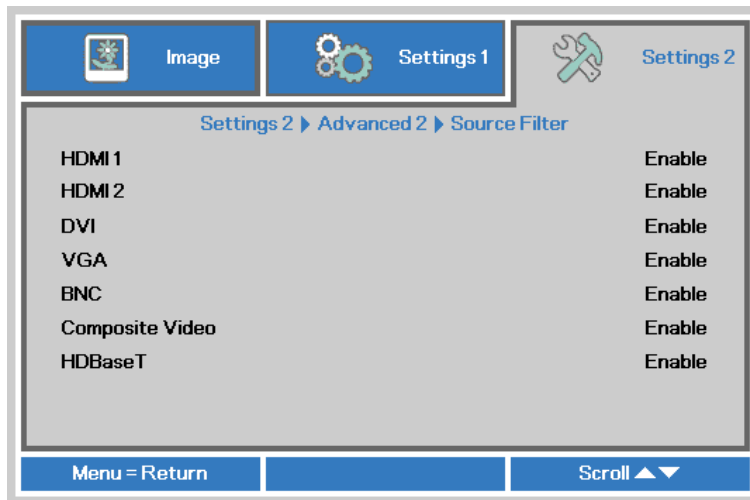 Image Settings 1 Settings 2
Settings 2 ▶ Advanced 2 ▶ Source Filter
HDMI 1 Enable
HDMI 2 Enable
DVI Enable
VGA Enable
BNC Enable
Composite Video Enable
HDBaseT Enable
Menu = Return Scroll ▲▼